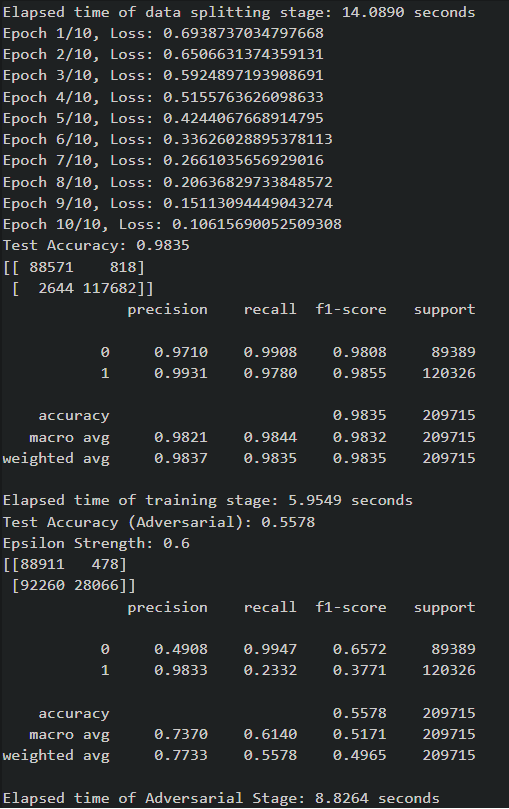 Elapsed time of data splitting stage: 14.0890 seconds
Epoch 1/10, Loss: 0.6938737034797668
Epoch 2/10, Loss: 0.6506631374359131
Epoch 3/10, Loss: 0.5924897193908691
Epoch 4/10, Loss: 0.5155763626098633
Epoch 5/10, Loss: 0.4244067668914795
Epoch 6/10, Loss: 0.33626028895378113
Epoch 7/10, Loss: 0.2661035656929016
Epoch 8/10, Loss: 0.20636829733848572
Epoch 9/10, Loss: 0.15113094449043274
Epoch 10/10, Loss: 0.10615690052509308
Test Accuracy: 0.9835
[[ 88571    818]
 [  2644 117682]]
              precision    recall  f1-score   support

           0     0.9710    0.9908    0.9808     89389
           1     0.9931    0.9780    0.9855    120326

    accuracy                         0.9835    209715
   macro avg     0.9821    0.9844    0.9832    209715
weighted avg     0.9837    0.9835    0.9835    209715

Elapsed time of training stage: 5.9549 seconds
Test Accuracy (Adversarial): 0.5578
Epsilon Strength: 0.6
[[88911   478]
 [92260 28066]]
              precision    recall  f1-score   support

           0     0.4908    0.9947    0.6572     89389
           1     0.9833    0.2332    0.3771    120326

    accuracy                         0.5578    209715
   macro avg     0.7370    0.6140    0.5171    209715
weighted avg     0.7733    0.5578    0.4965    209715

Elapsed time of Adversarial Stage: 8.8264 seconds